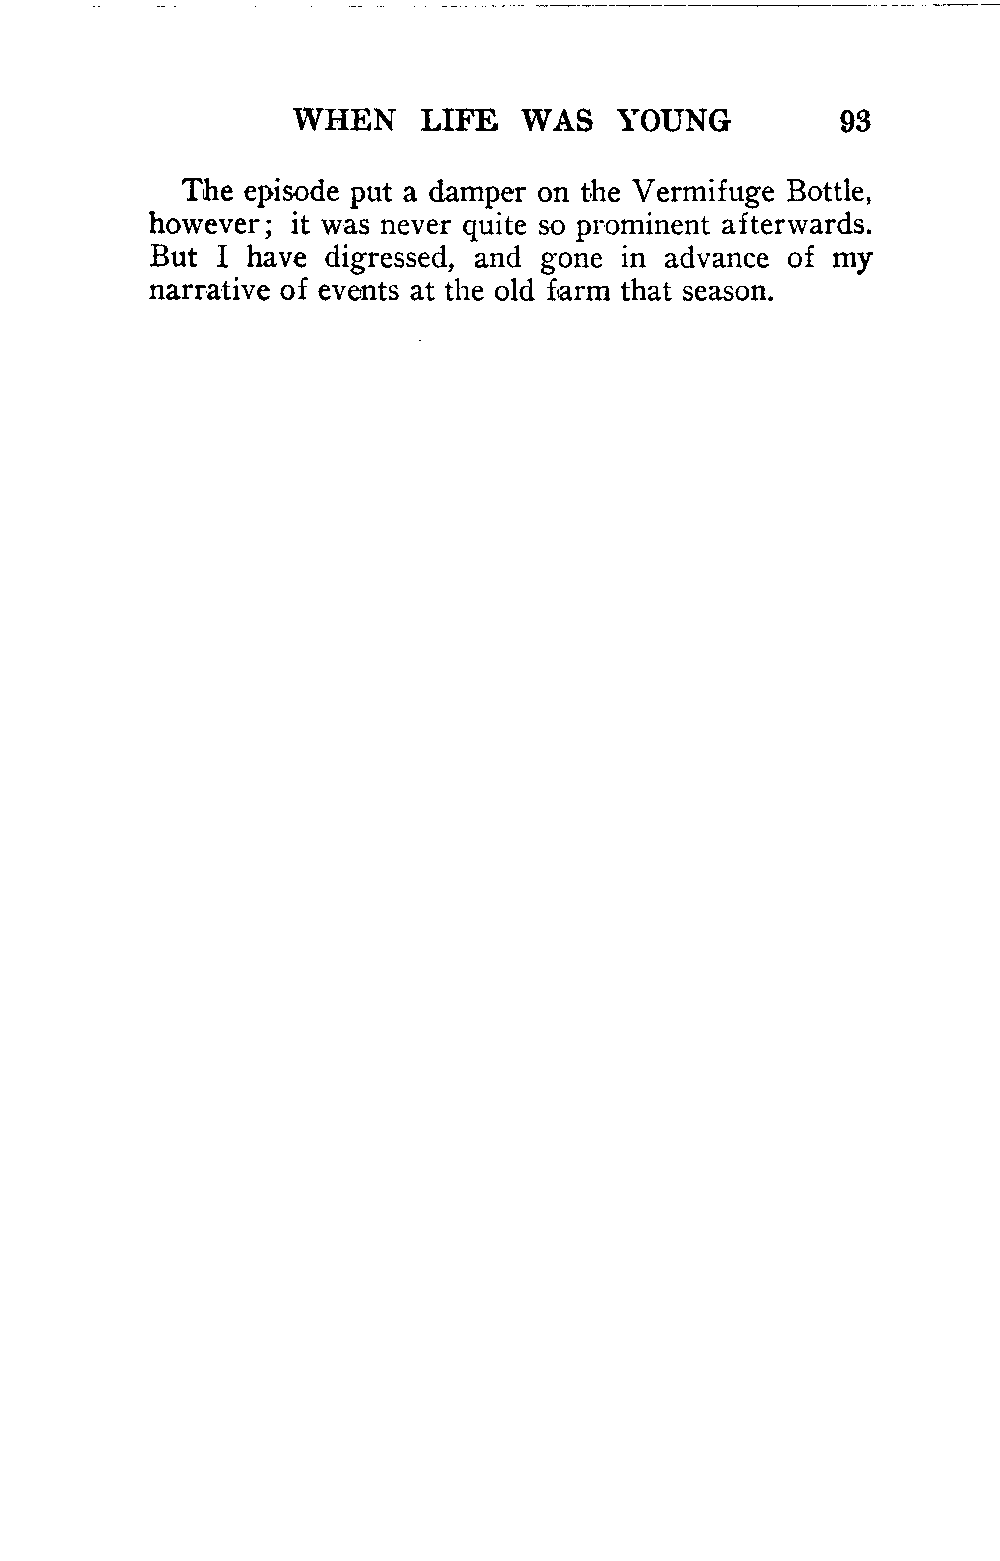 WHEN LIFE WAS YOUNG 93
The episode put a damper on the Vermifuge Bottle,
however; it was never quite so prominent afterwards.
But I have digressed, and gone in advance of my
narrative of events at the old farm that season.